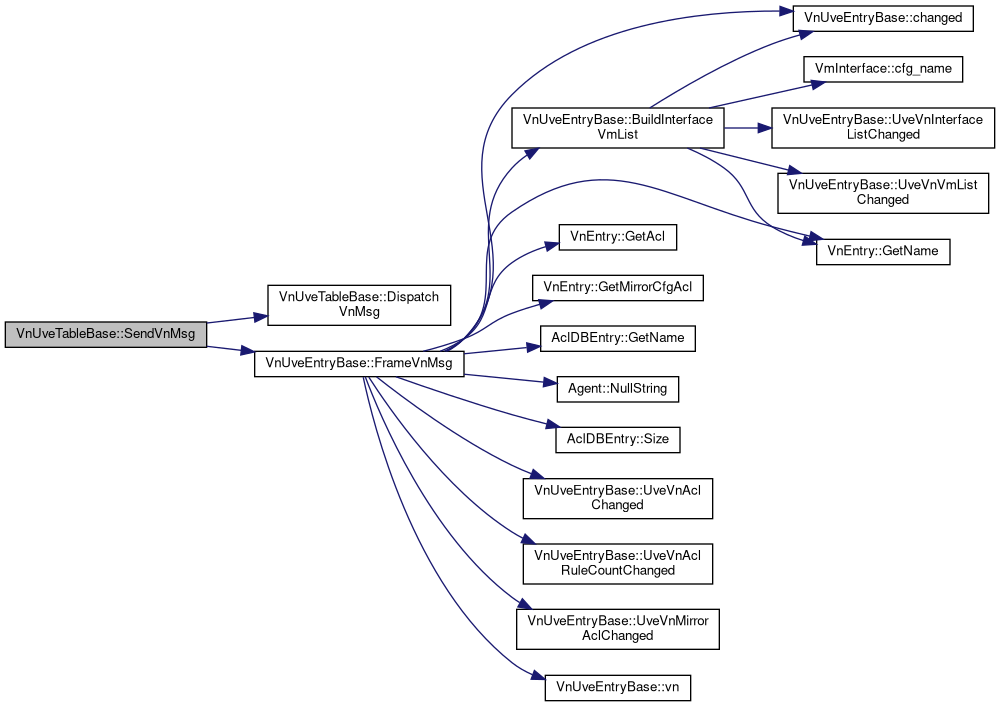 VnUveTableBase::SendVnMsg
VnUveTableBase::Dispatch
VnMsg
VnUveEntryBase::FrameVnMsg
VnUveEntryBase::BuildInterface
VmList
VnEntry::GetAcl
VnEntry::GetMirrorCfgAcl
AclDBEntry::GetName
Agent::NullString
AclDBEntry::Size
VnUveEntryBase::UveVnAcl
Changed
VnUveEntryBase::UveVnAcl
RuleCountChanged
VnUveEntryBase::UveVnMirror
AclChanged
VnUveEntryBase::vn
VnUveEntryBase::changed
VmInterface::cfg_name
VnUveEntryBase::UveVnInterface
ListChanged
VnUveEntryBase::UveVnVmList
Changed
VnEntry::GetName